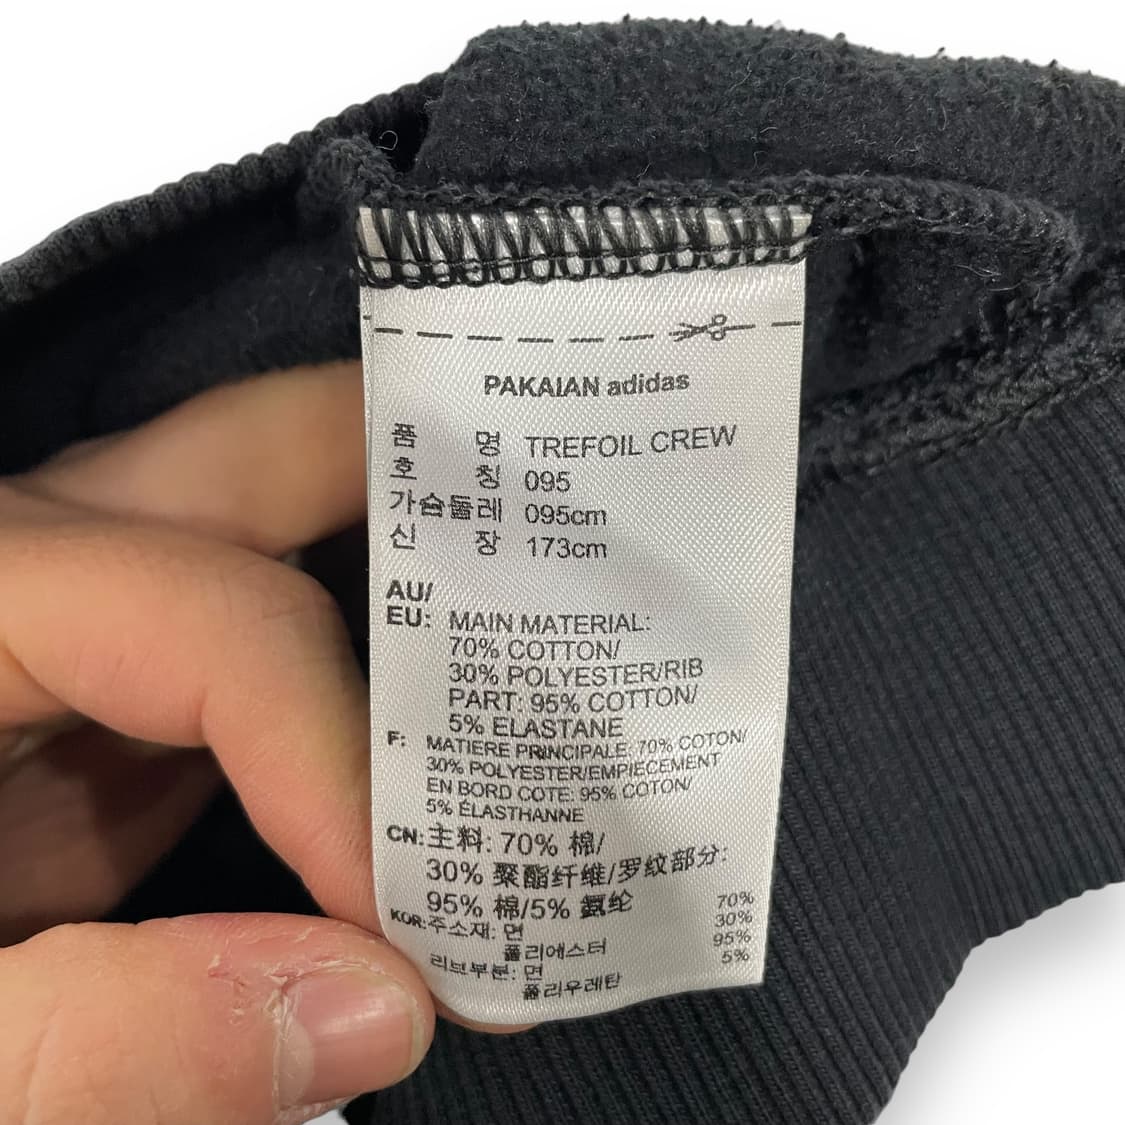 PAKAIAN adidas
품 명 TREFOIL CREW
호 칭 095
가슴둘레 095cm
신 장 173cm
AU/
EU: MAIN MATERIAL:
70% COTTON/
30% POLYESTER/RIB
PART: 95% COTTON/
5% ELASTANE
F: MATIERE PRINCIPALE: 70% COTON/
30% POLYESTER/EMPIECEMENT
EN BORD COTE: 95% COTON/
5% ÉLASTHANNE
CN: 主料: 70% 棉/
30% 聚酯纤维/罗纹部分:
95% 棉/5% 氨纶
KOR: 주소재: 면 70%
폴리에스터 30%
리브부분: 면 95%
폴리우레탄 5%